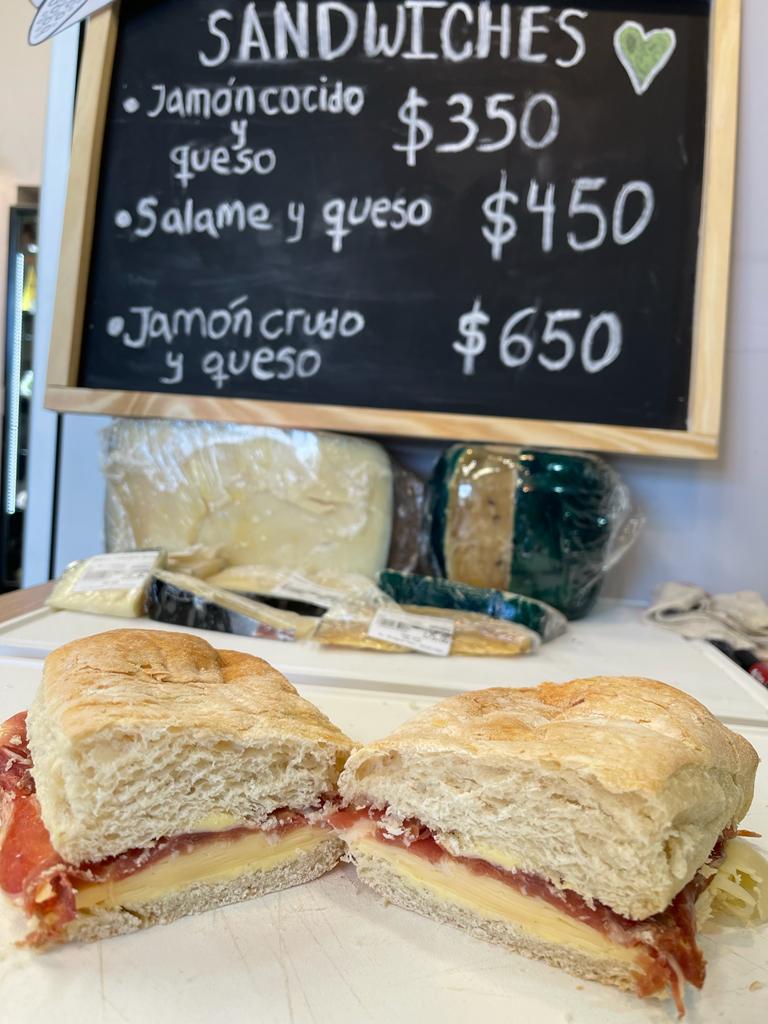 SANDWICHES
• Jamón cocido $350
y
queso
• Salame y queso $450
• Jamón crudo $650
y queso